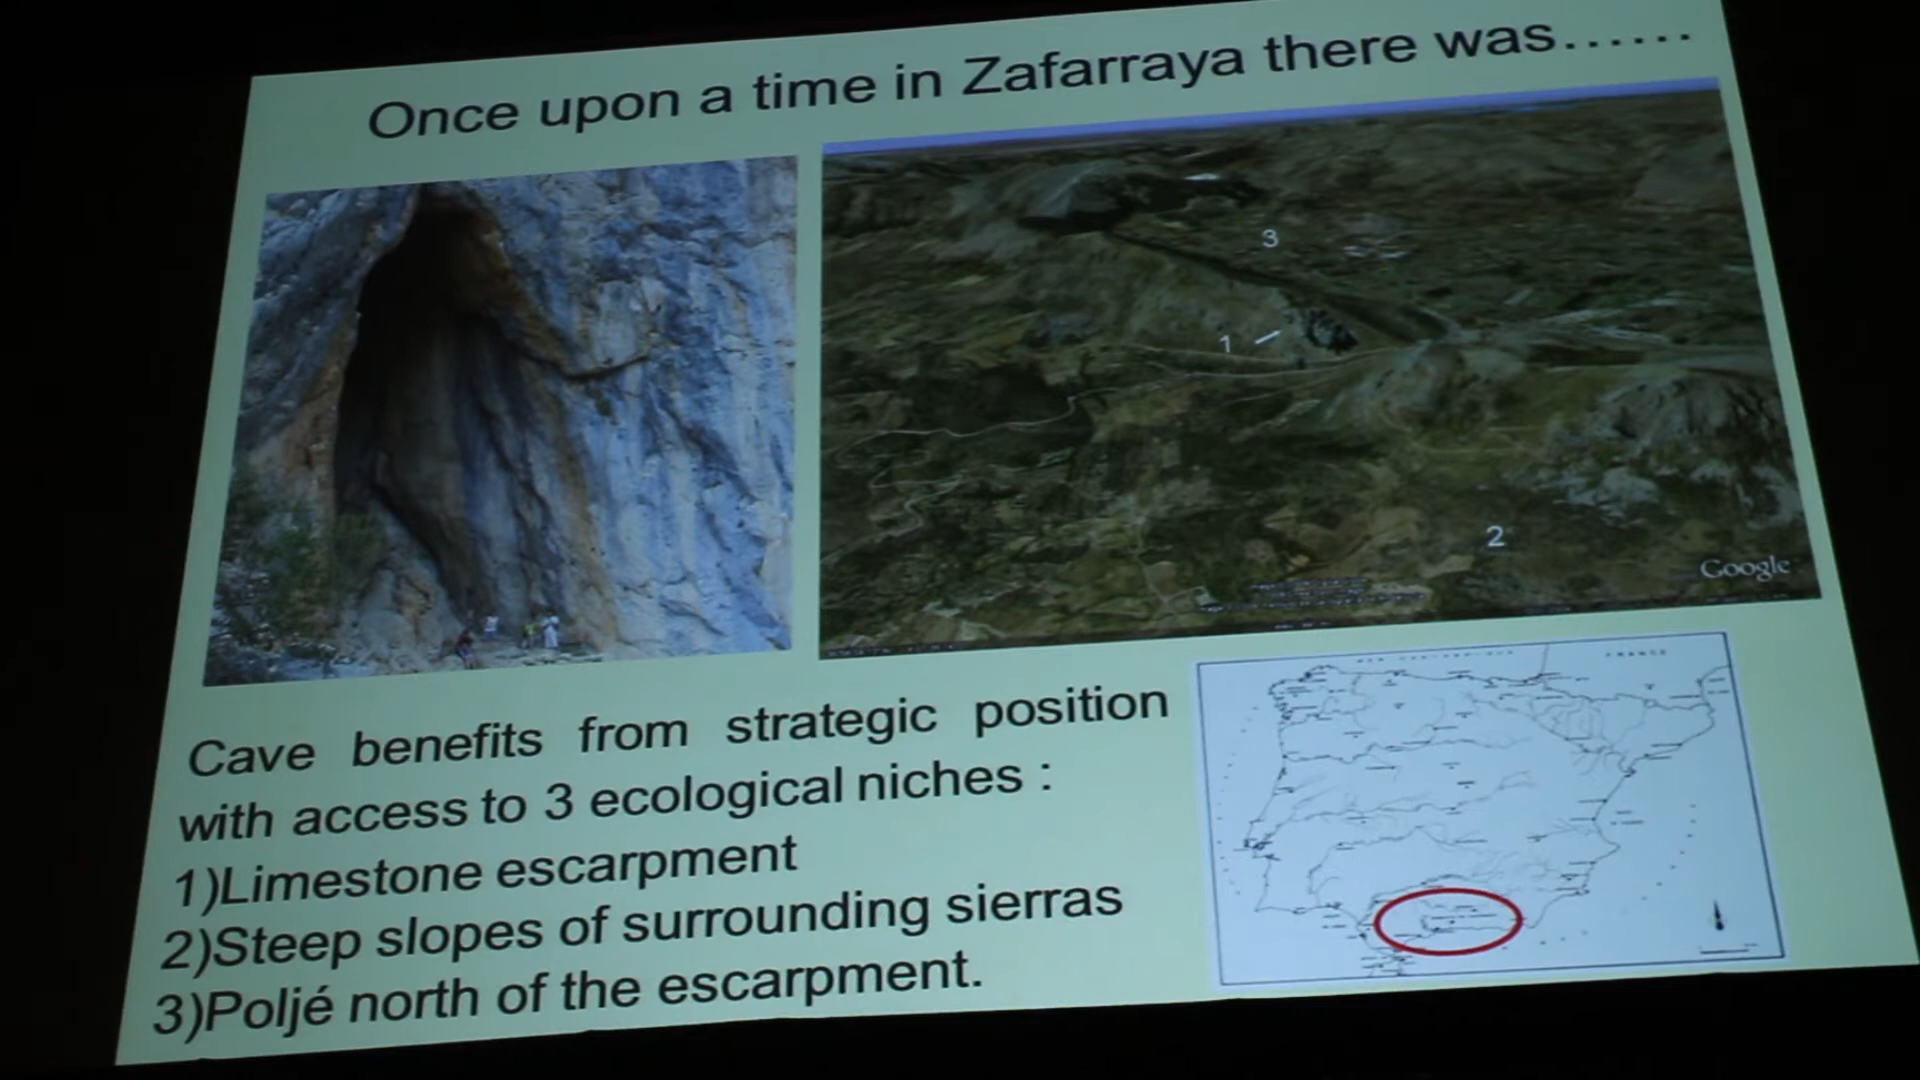 Once upon a time in Zafarraya there was......
3
1
2
Google
Cave benefits from strategic position
with access to 3 ecological niches :
1)Limestone escarpment
2)Steep slopes of surrounding sierras
3)Poljé north of the escarpment.